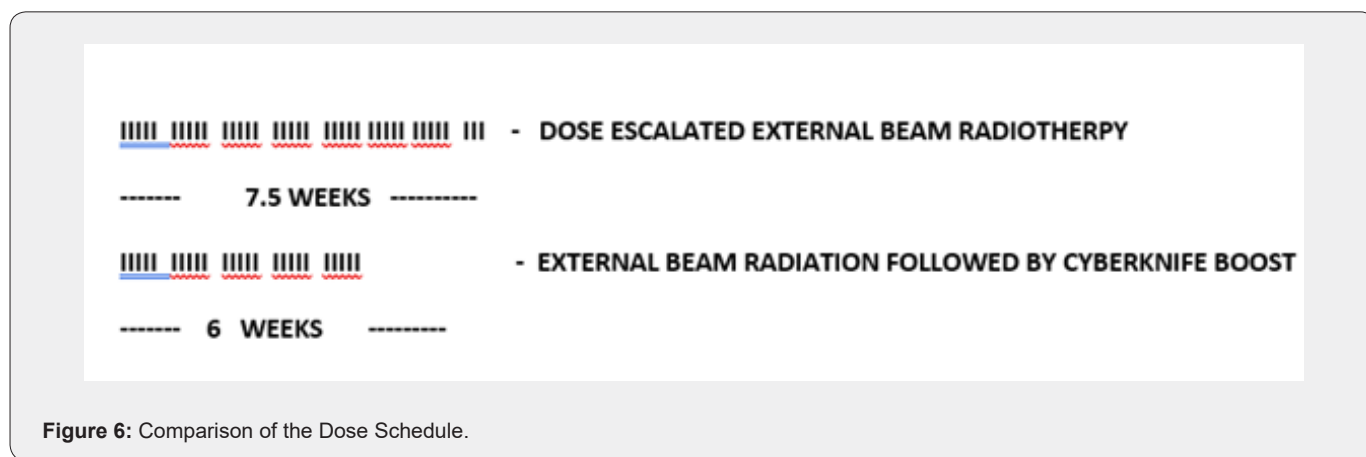 IIIII IIIII IIIII IIIII IIIII IIIII IIIII III - DOSE ESCALATED EXTERNAL BEAM RADIOTHERPY
------- 7.5 WEEKS ----------
IIIII IIIII IIIII IIIII IIIII - EXTERNAL BEAM RADIATION FOLLOWED BY CYBERKNIFE BOOST
------- 6 WEEKS ---------
Figure 6: Comparison of the Dose Schedule.